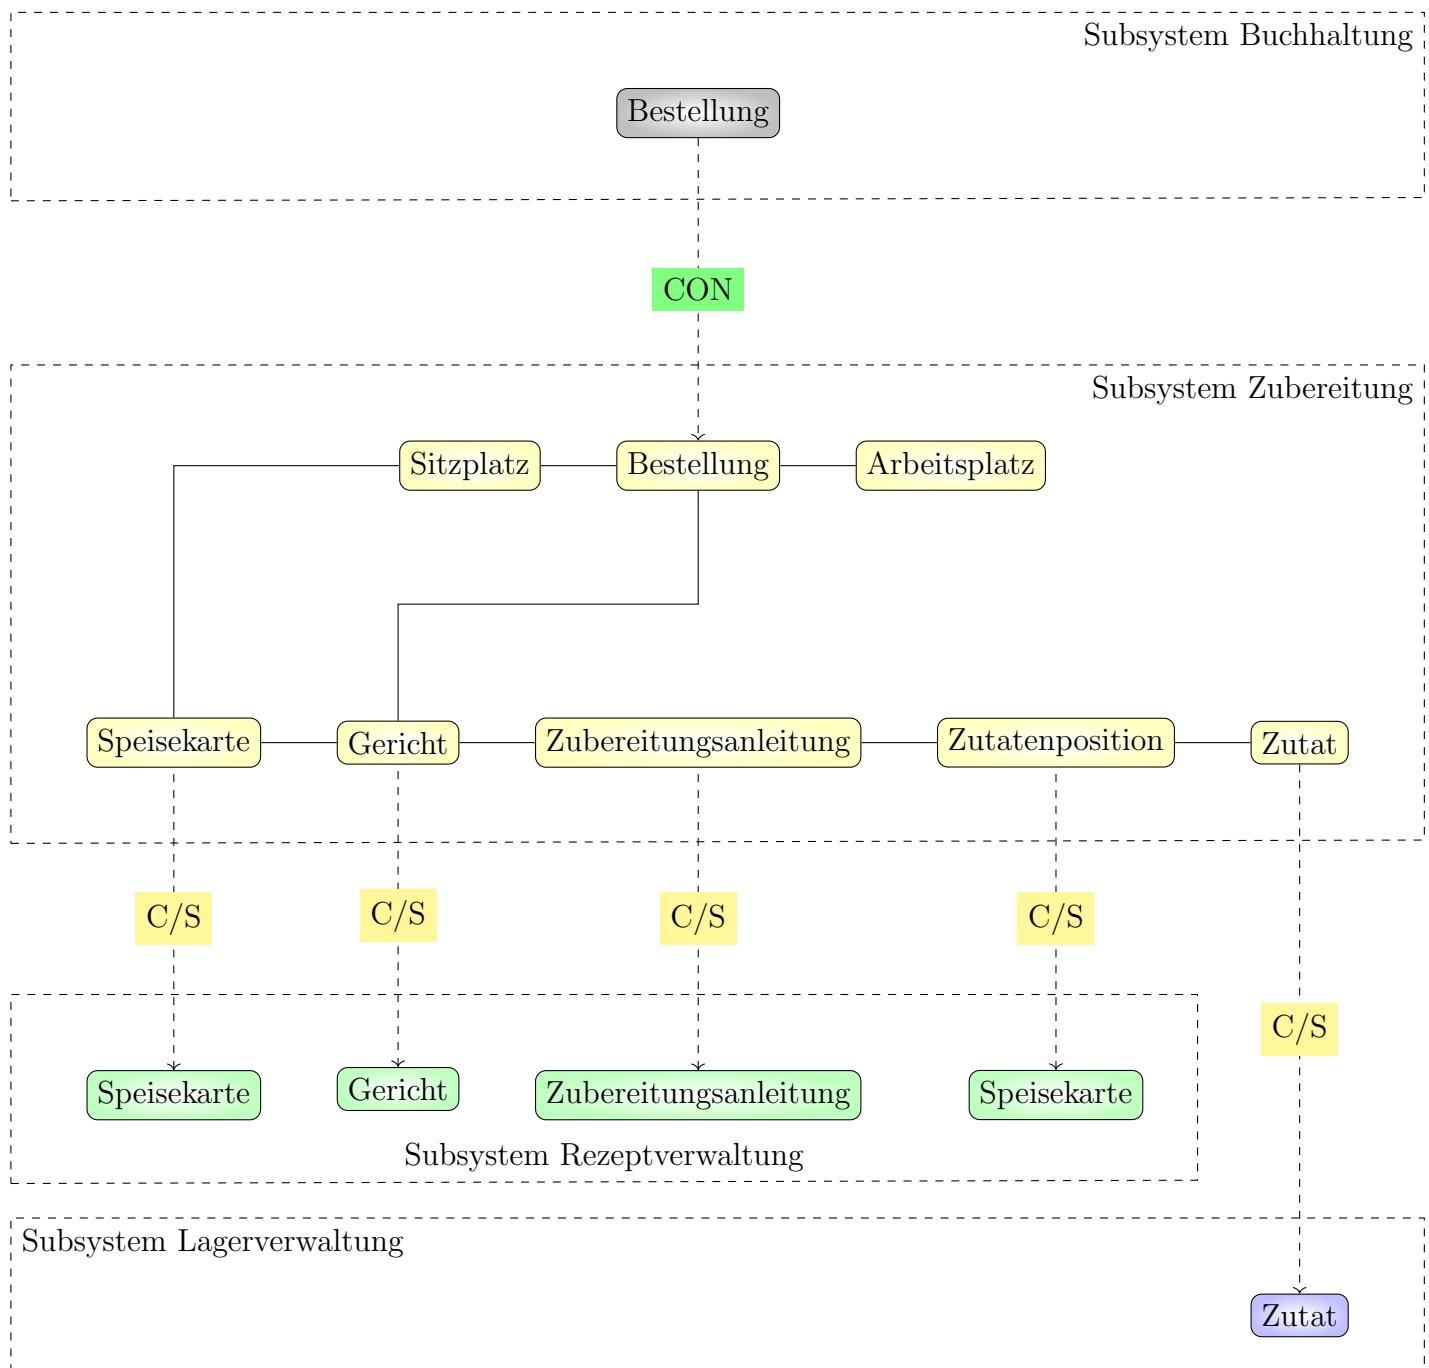 Subsystem Buchhaltung
Bestellung
CON
Subsystem Zubereitung
Sitzplatz Bestellung Arbeitsplatz
Speisekarte Gericht Zubereitungsanleitung Zutatenposition Zutat
C/S C/S C/S C/S
C/S
Speisekarte Gericht Zubereitungsanleitung Speisekarte
Subsystem Rezeptverwaltung
Subsystem Lagerverwaltung
Zutat